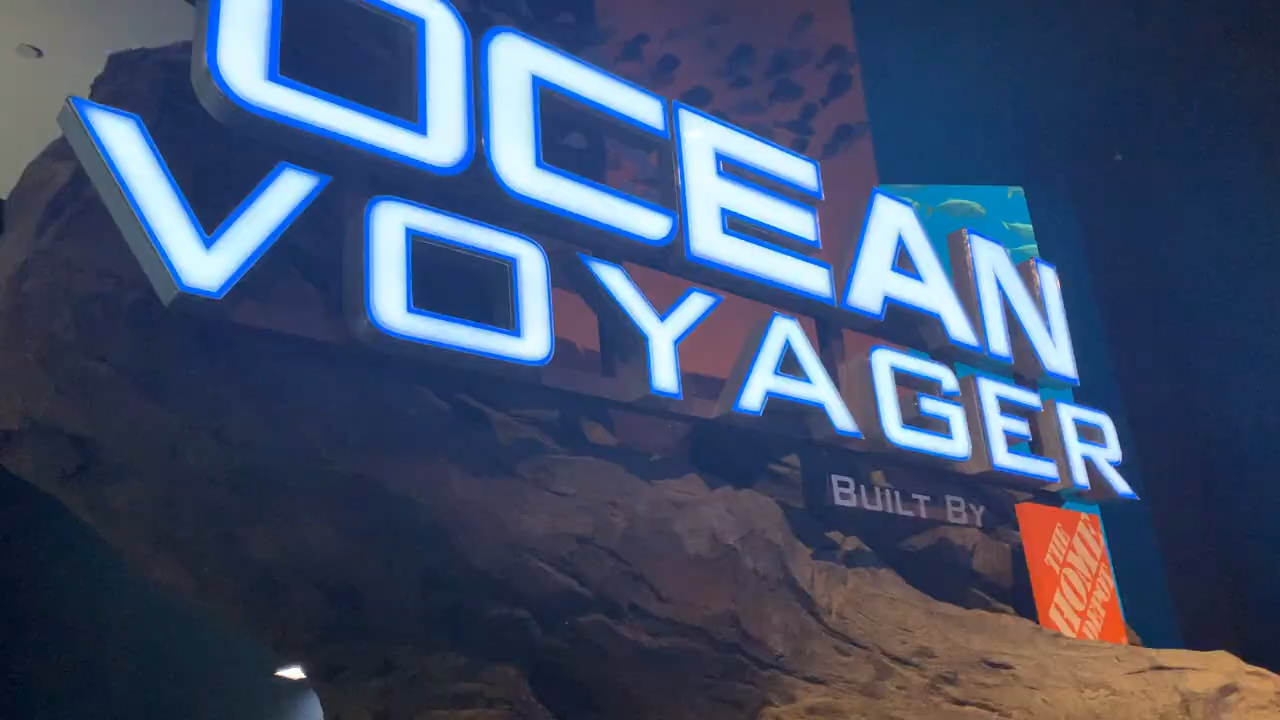 OCEAN
VOYAGER
BUILT BY
THE
HOME
DEPOT